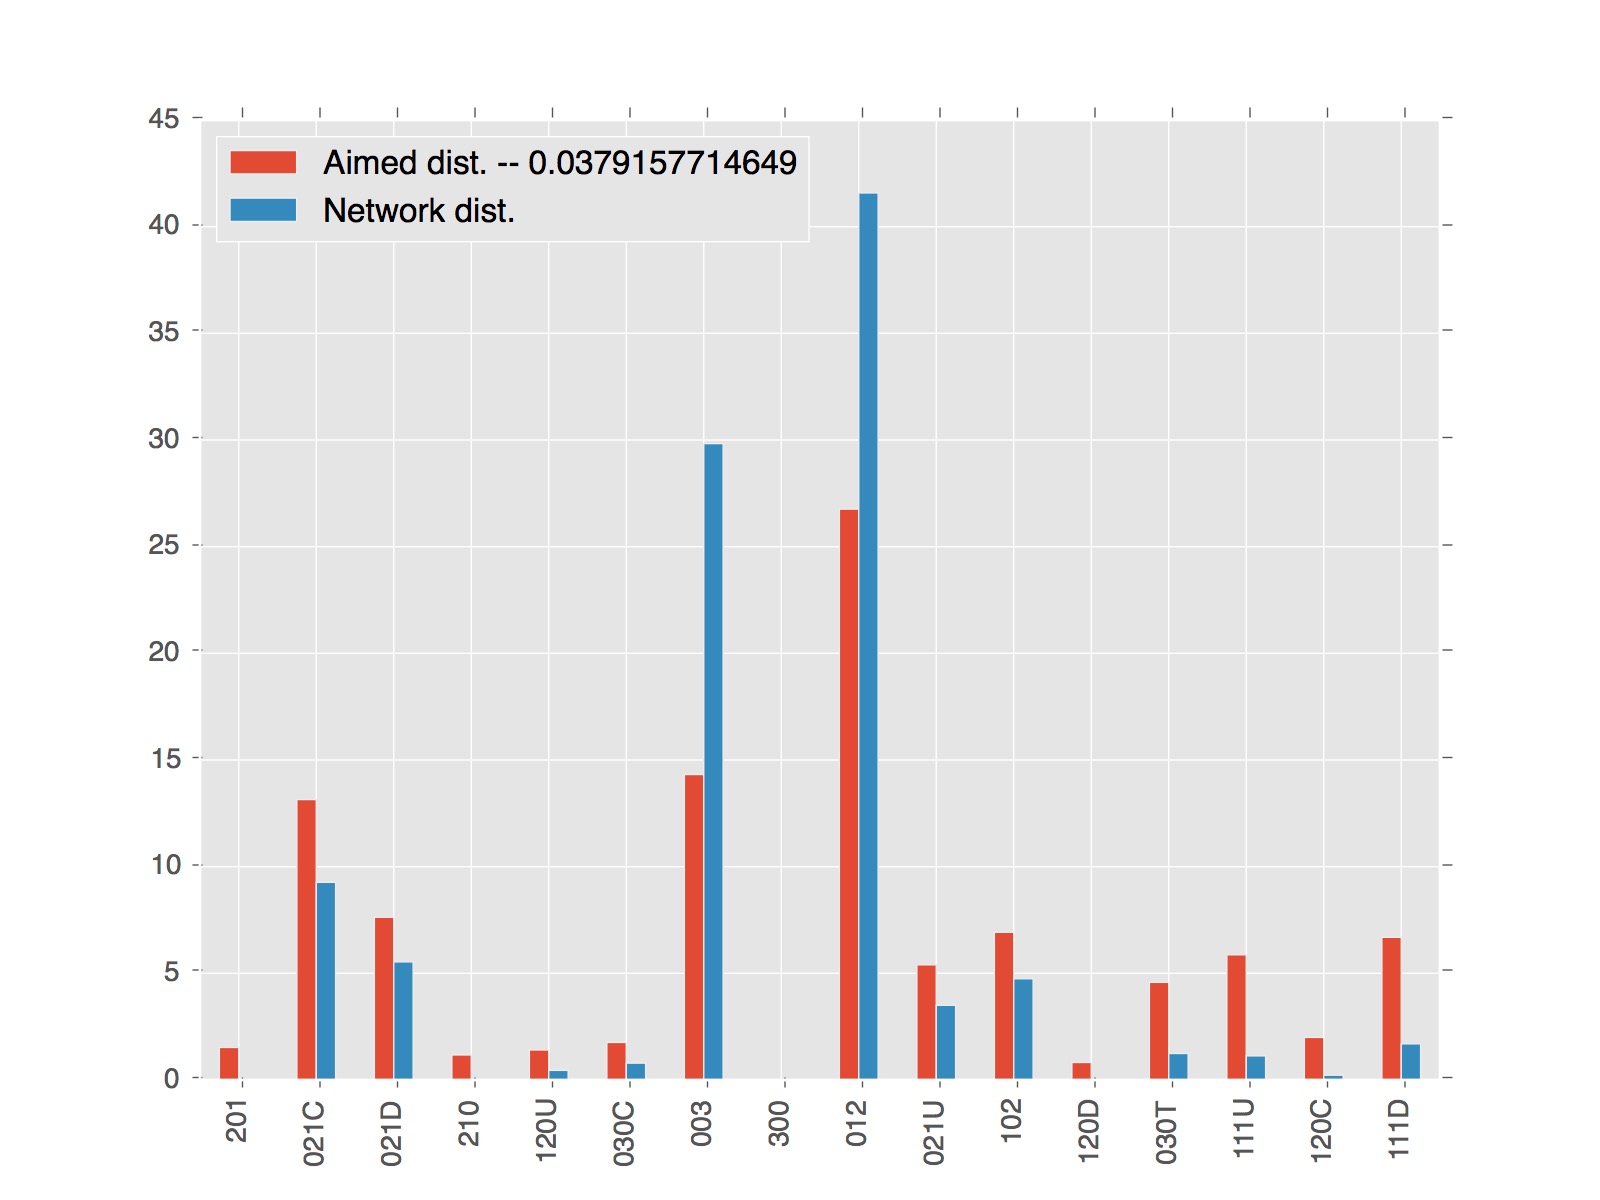 45
40
35
30
25
20
15
10
5
0
Aimed dist. -- 0.0379157714649
Network dist.
201
021C
021D
210
120U
030C
003
300
012
021U
102
120D
030T
111U
120C
111D